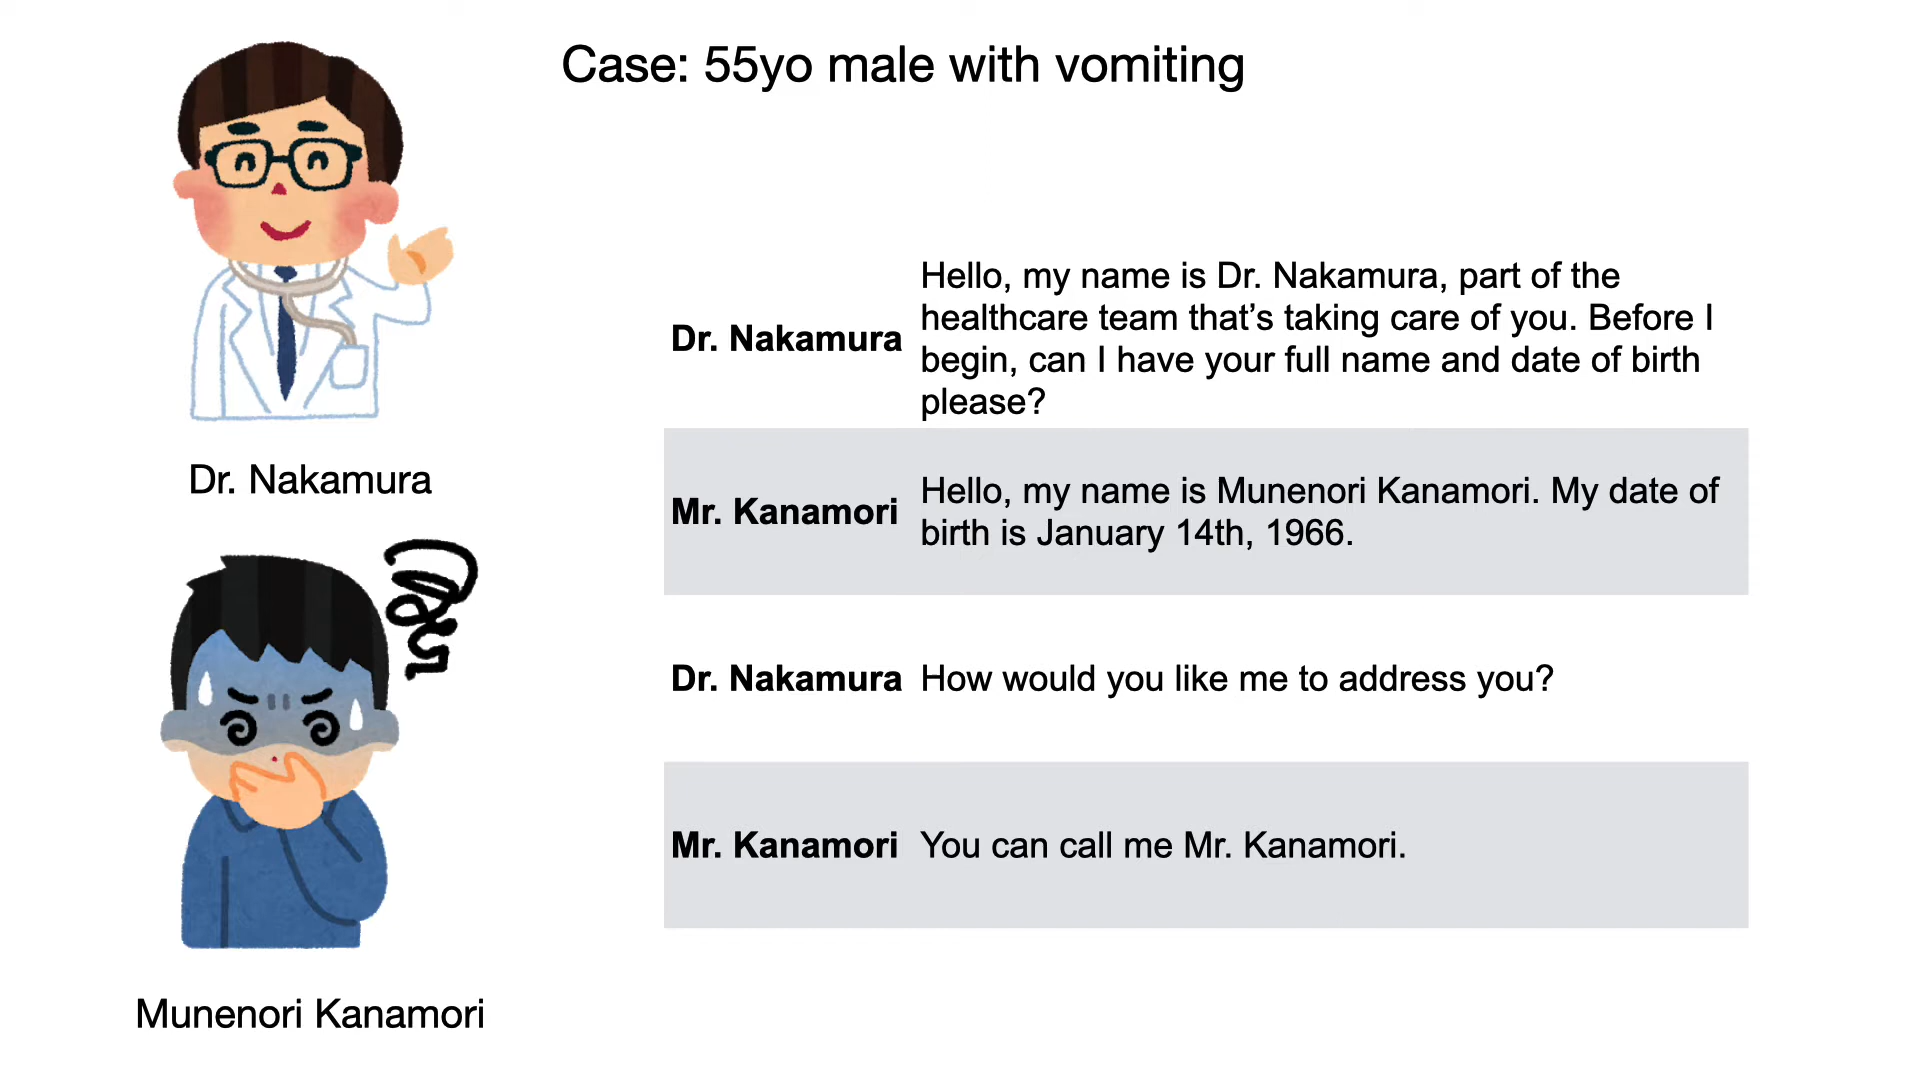 Case: 55yo male with vomiting
Dr. Nakamura
Hello, my name is Dr. Nakamura, part of the
healthcare team that’s taking care of you. Before I
begin, can I have your full name and date of birth
please?
Mr. Kanamori
Hello, my name is Munenori Kanamori. My date of
birth is January 14th, 1966.
Dr. Nakamura
How would you like me to address you?
Mr. Kanamori
You can call me Mr. Kanamori.
Dr. Nakamura
Munenori Kanamori